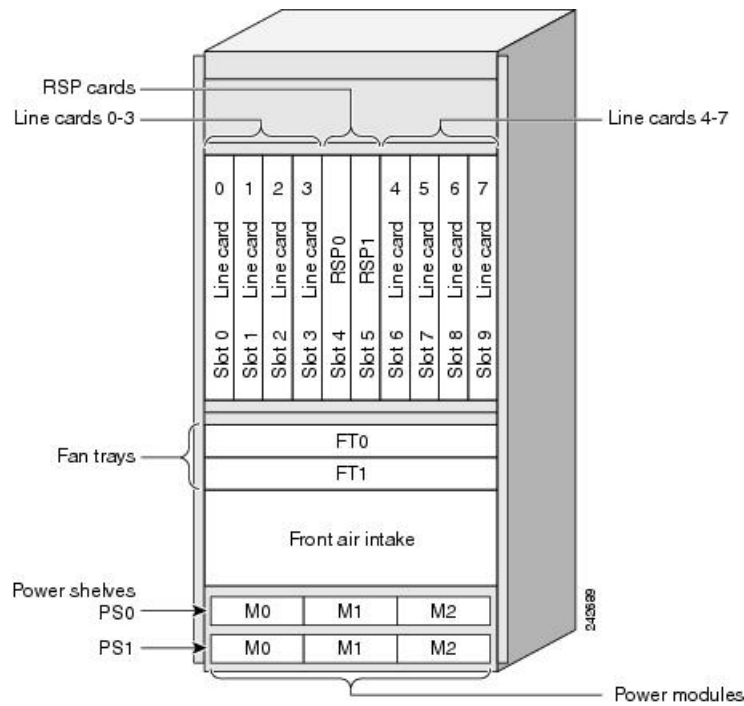 RSP cards
Line cards 0-3
Line cards 4-7
0 1 2 3 4 5 6 7
Slot 0 Line card
Slot 1 Line card
Slot 2 Line card
Slot 3 Line card
Slot 4 RSP0
Slot 5 RSP1
Slot 6 Line card
Slot 7 Line card
Slot 8 Line card
Slot 9 Line card
Fan trays
FT0
FT1
Front air intake
Power shelves
PS0
M0 M1 M2
PS1
M0 M1 M2
Power modules
242699